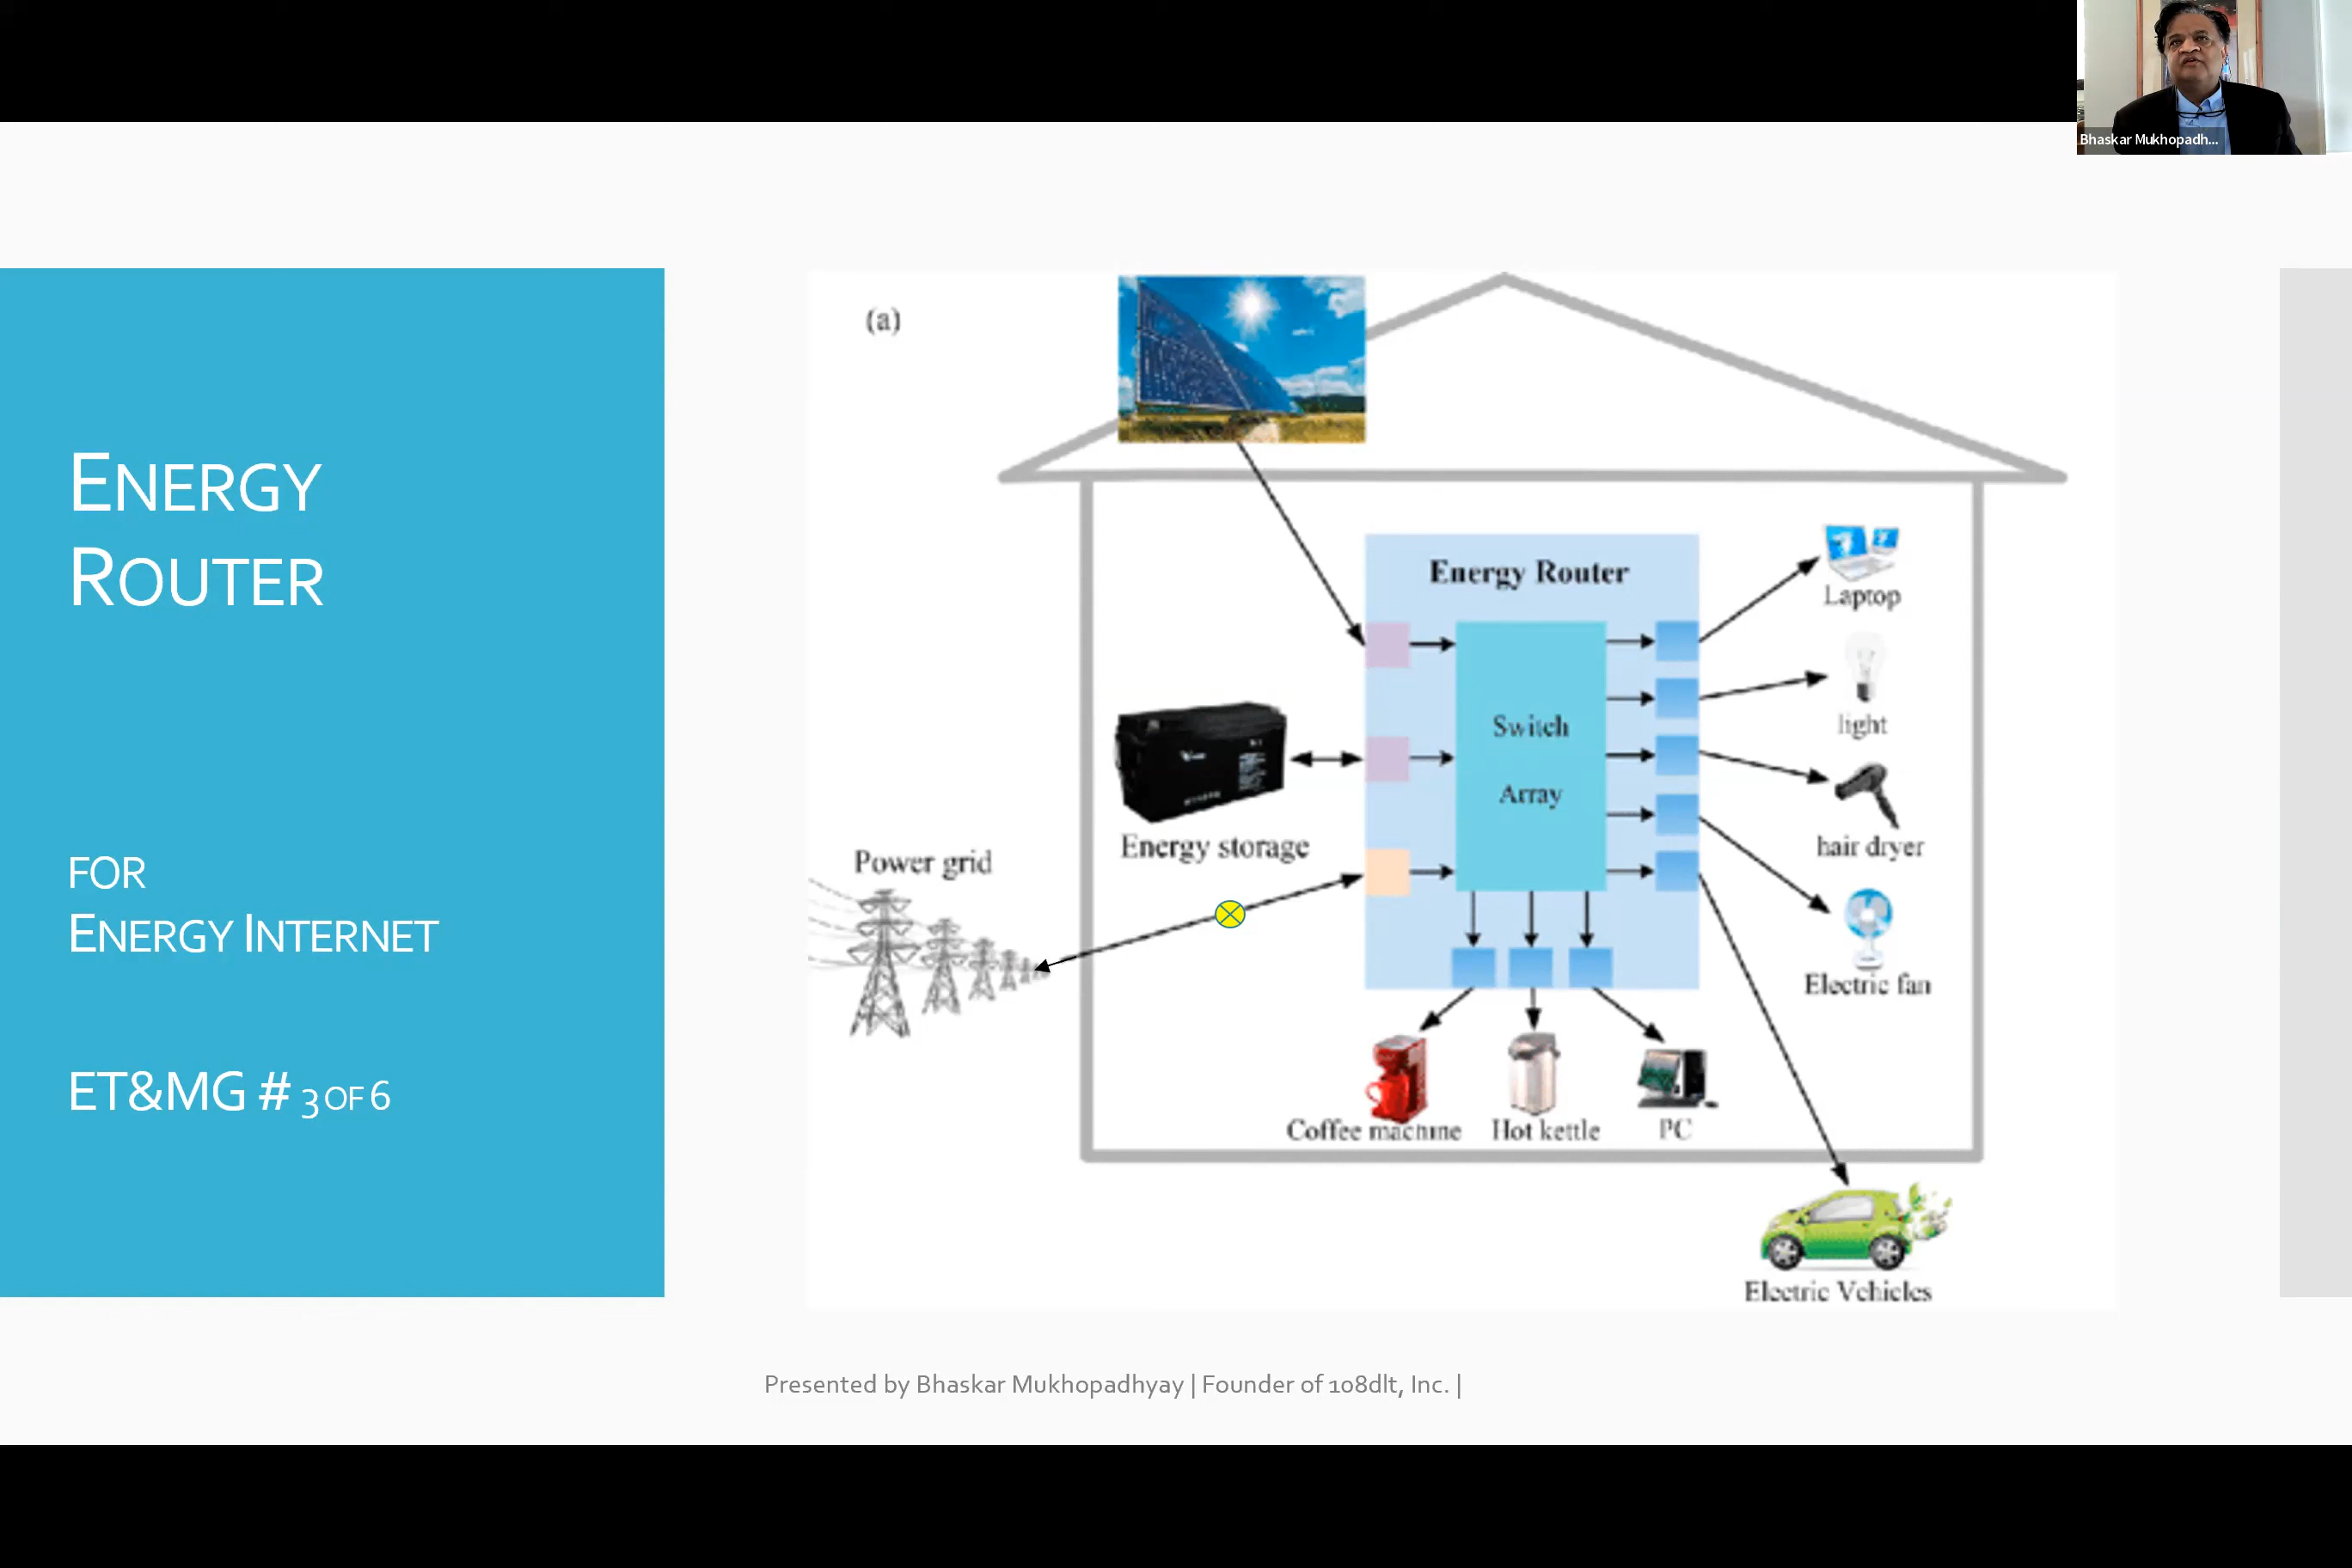 Bhaskar Mukhopadh...
ENERGY
ROUTER
FOR
ENERGY INTERNET
ET&MG # 3 OF 6
(a)
Energy Router
Switch
Array
Energy storage
Power grid
Laptop
light
hair dryer
Electric fan
Coffee machine
Hot kettle
PC
Electric Vehicles
Presented by Bhaskar Mukhopadhyay | Founder of 108dlt, Inc. |